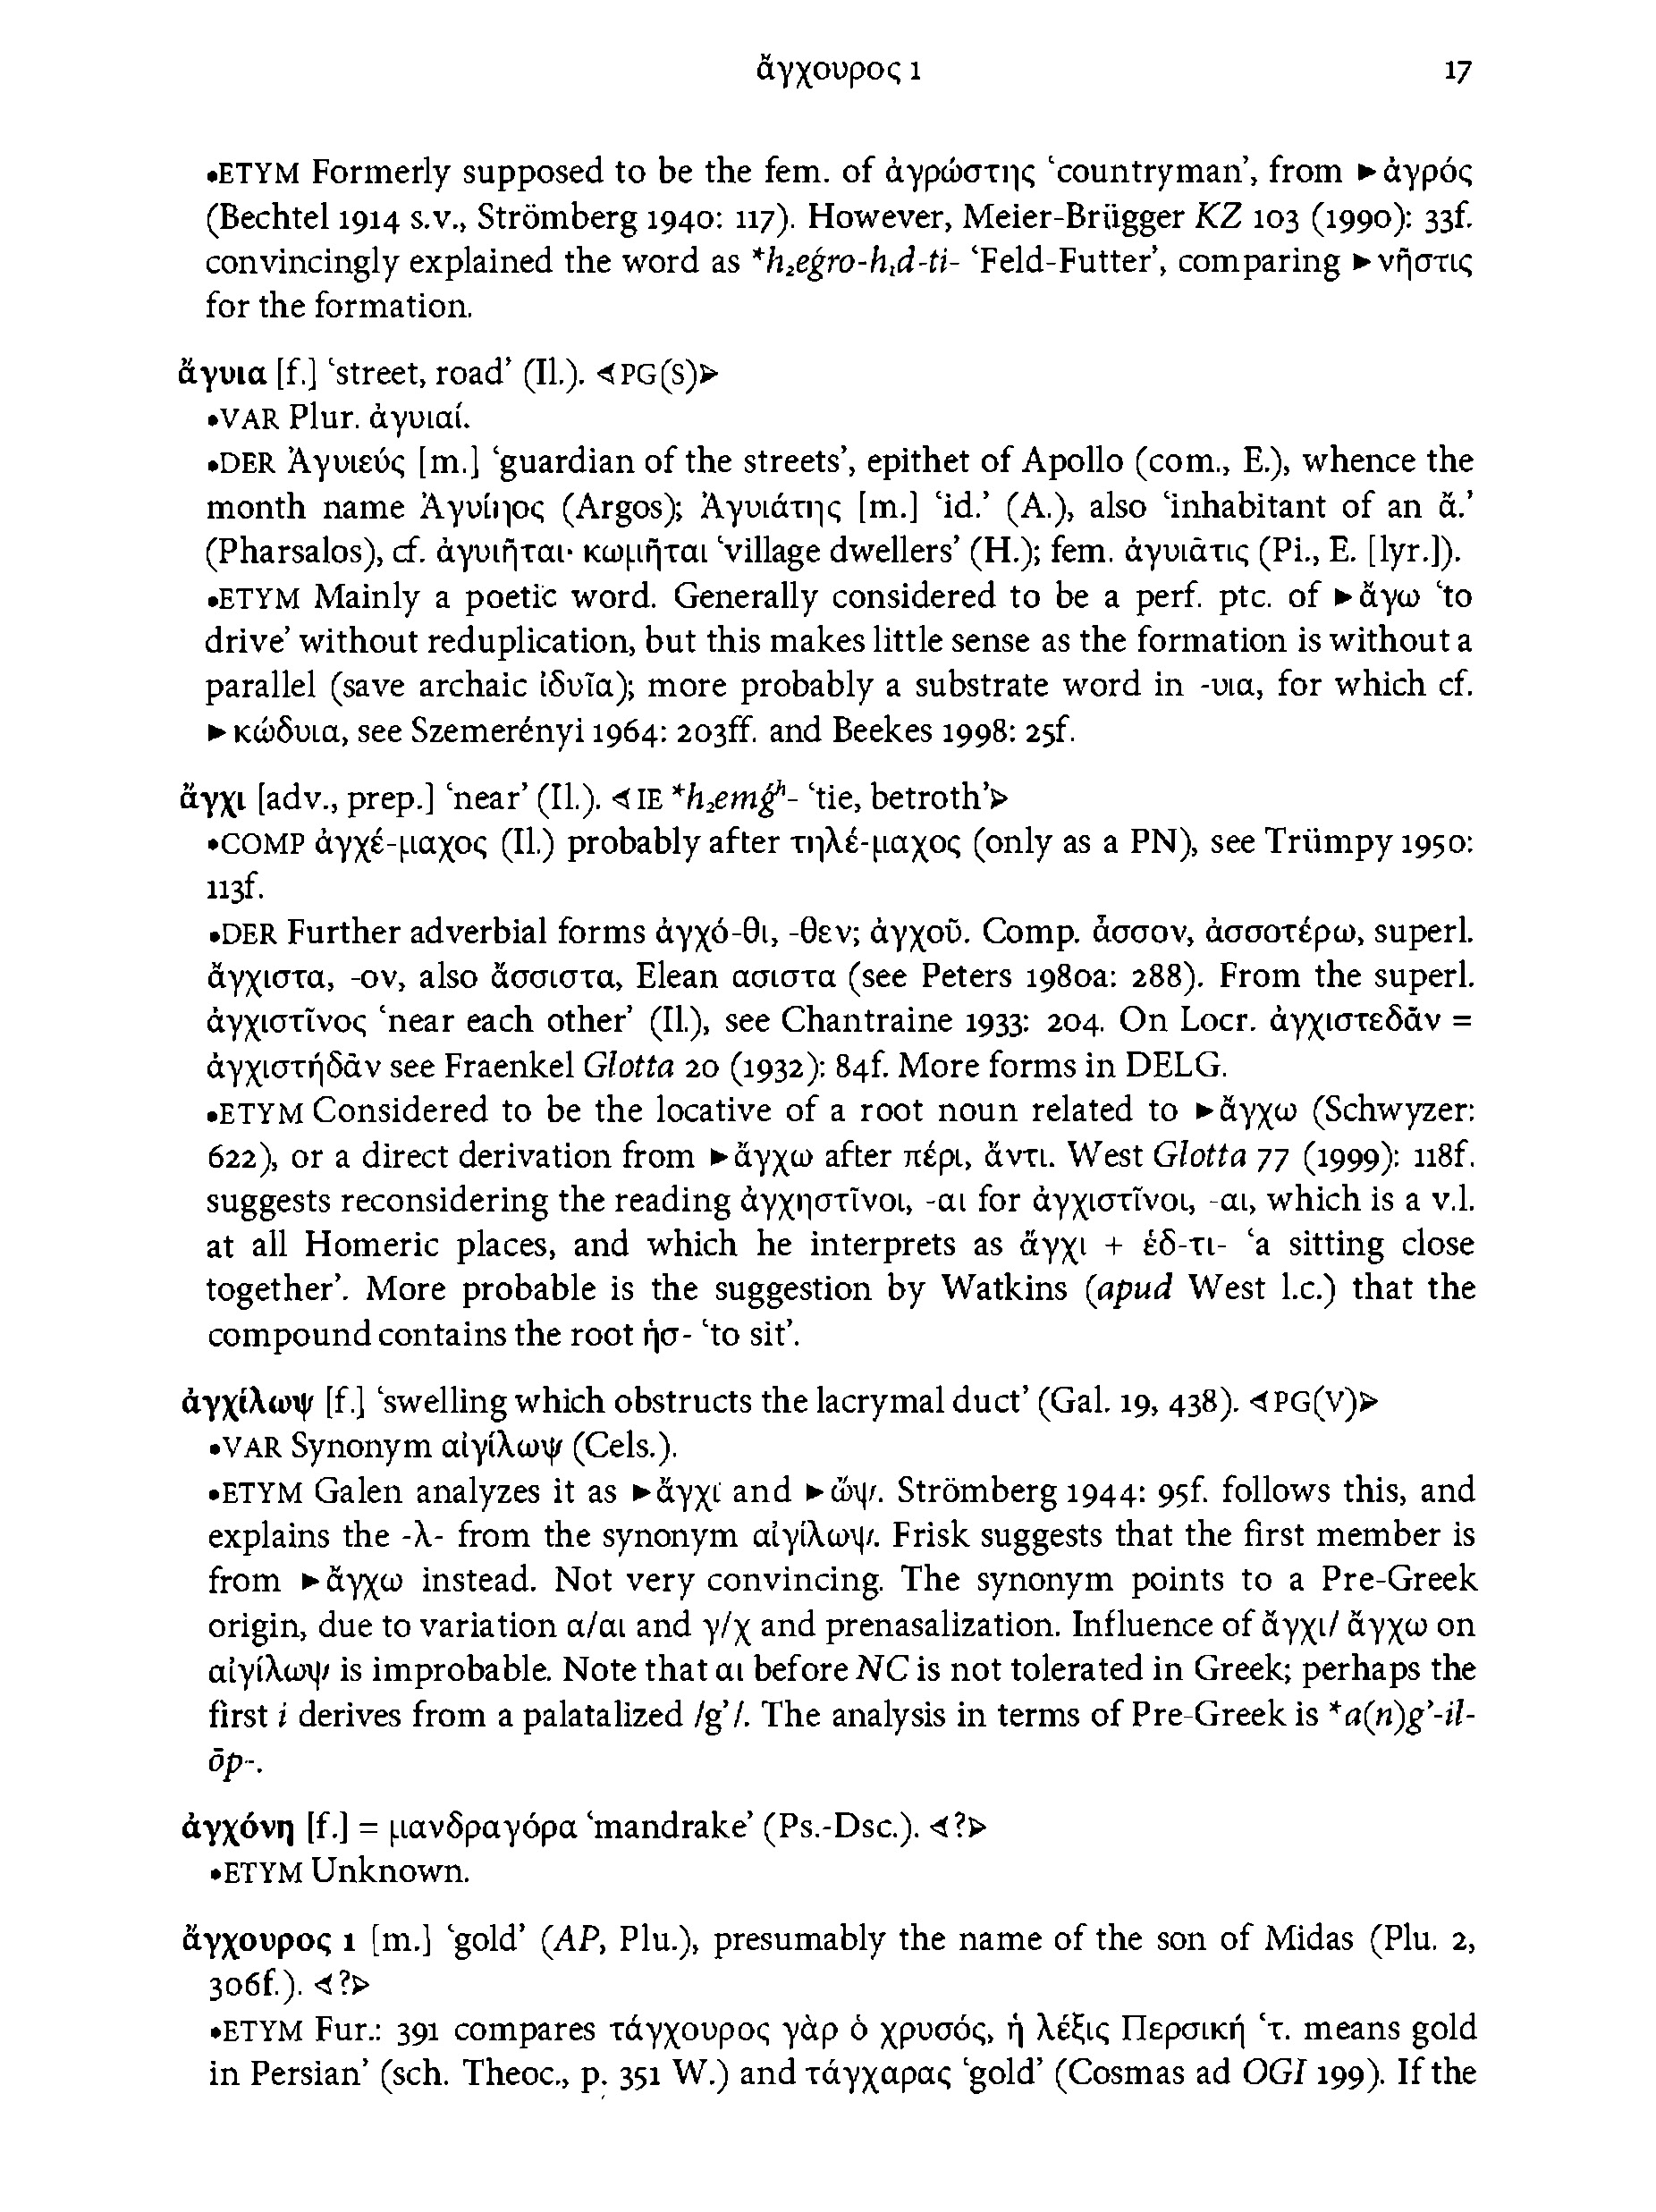 ἄγχουρος 1 17
•ETYM Formerly supposed to be the fem. of ἀγρώστης ‘countryman’, from ►ἀγρός
(Bechtel 1914 s.v., Strömberg 1940: 117). However, Meier-Brügger KZ 103 (1990): 33f.
convincingly explained the word as *h₂eǵro-h₁d-ti- ‘Feld-Futter’, comparing ►νῆστις
for the formation.
ἄγυια [f.] ‘street, road’ (Il.). ⊲PG(S)⊳
•VAR Plur. ἀγυιαί.
•DER Ἀγυιεύς [m.] ‘guardian of the streets’, epithet of Apollo (com., E.), whence the
month name Ἀγυίηος (Argos); Ἀγυιάτης [m.] ‘id.’ (A.), also ‘inhabitant of an ἄ.’
(Pharsalos), cf. ἀγυιῆται· κωμῆται ‘village dwellers’ (H.); fem. ἀγυιᾶτις (Pi., E. [lyr.]).
•ETYM Mainly a poetic word. Generally considered to be a perf. ptc. of ►ἄγω ‘to
drive’ without reduplication, but this makes little sense as the formation is without a
parallel (save archaic ἰδυῖα); more probably a substrate word in -υια, for which cf.
►κώδυια, see Szemerényi 1964: 203ff. and Beekes 1998: 25f.
ἄγχι [adv., prep.] ‘near’ (Il.). ⊲IE *h₂emǵʰ- ‘tie, betroth’⊳
•COMP ἀγχέ-μαχος (Il.) probably after τηλέ-μαχος (only as a PN), see Trümpy 1950:
113f.
•DER Further adverbial forms ἀγχό-θι, -θεν; ἀγχοῦ. Comp. ἆσσον, ἀσσοτέρω, superl.
ἄγχιστα, -ον, also ἄσσιστα, Elean ασιστα (see Peters 1980a: 288). From the superl.
ἀγχιστῖνος ‘near each other’ (Il.), see Chantraine 1933: 204. On Locr. ἀγχιστεδᾱν =
ἀγχιστήδᾱν see Fraenkel Glotta 20 (1932): 84f. More forms in DELG.
•ETYM Considered to be the locative of a root noun related to ►ἄγχω (Schwyzer:
622), or a direct derivation from ►ἄγχω after πέρι, ἄντι. West Glotta 77 (1999): 118f.
suggests reconsidering the reading ἀγχηστῖνοι, -αι for ἀγχιστῖνοι, -αι, which is a v.l.
at all Homeric places, and which he interprets as ἄγχι + ἑδ-τι- ‘a sitting close
together’. More probable is the suggestion by Watkins (apud West l.c.) that the
compound contains the root ἡσ- ‘to sit’.
ἀγχίλωψ [f.] ‘swelling which obstructs the lacrymal duct’ (Gal. 19, 438). ⊲PG(V)⊳
•VAR Synonym αἰγίλωψ (Cels.).
•ETYM Galen analyzes it as ►ἄγχι and ►ὤψ. Strömberg 1944: 95f. follows this, and
explains the -λ- from the synonym αἰγίλωψ. Frisk suggests that the first member is
from ►ἄγχω instead. Not very convincing. The synonym points to a Pre-Greek
origin, due to variation α/αι and γ/χ and prenasalization. Influence of ἄγχι/ ἄγχω on
αἰγίλωψ is improbable. Note that αι before NC is not tolerated in Greek; perhaps the
first i derives from a palatalized /g’/. The analysis in terms of Pre-Greek is *a(n)g’-il-
ōp-.
ἀγχόνη [f.] = μανδραγόρα ‘mandrake’ (Ps.-Dsc.). ⊲?⊳
•ETYM Unknown.
ἄγχουρος 1 [m.] ‘gold’ (AP, Plu.), presumably the name of the son of Midas (Plu. 2,
306f.). ⊲?⊳
•ETYM Fur.: 391 compares τάγχουρος γὰρ ὁ χρυσός, ἡ λέξις Περσική ‘τ. means gold
in Persian’ (sch. Theoc., p. 351 W.) and τάγχαρας ‘gold’ (Cosmas ad OGI 199). If the